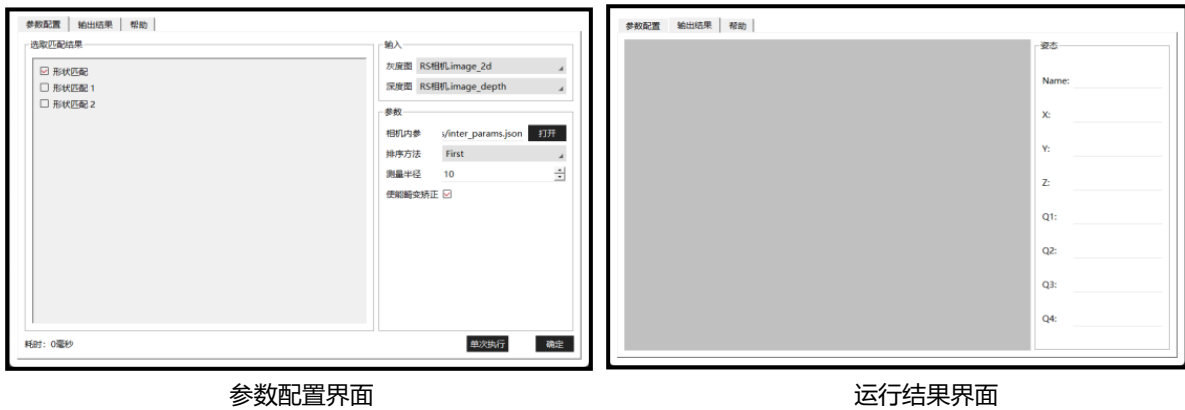 参数配置 输出结果 帮助
选取匹配结果
形状匹配
形状匹配 1
形状匹配 2
输入
灰度图 RS相机.image_2d
深度图 RS相机.image_depth
参数
相机内参 s/inter_params.json 打开
排序方法 First
测量半径 10
使能畸变矫正
耗时: 0毫秒
单次执行 确定
参数配置界面
参数配置 输出结果 帮助
姿态
Name:
X:
Y:
Z:
Q1:
Q2:
Q3:
Q4:
运行结果界面